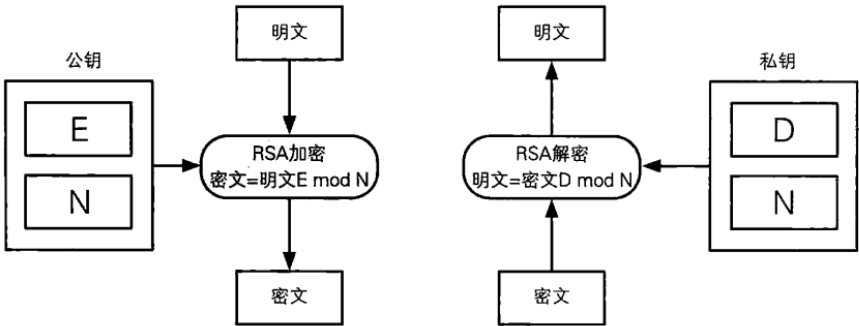 明文
公钥
E
N
RSA加密
密文=明文E mod N
密文
明文
私钥
D
N
RSA解密
明文=密文D mod N
密文